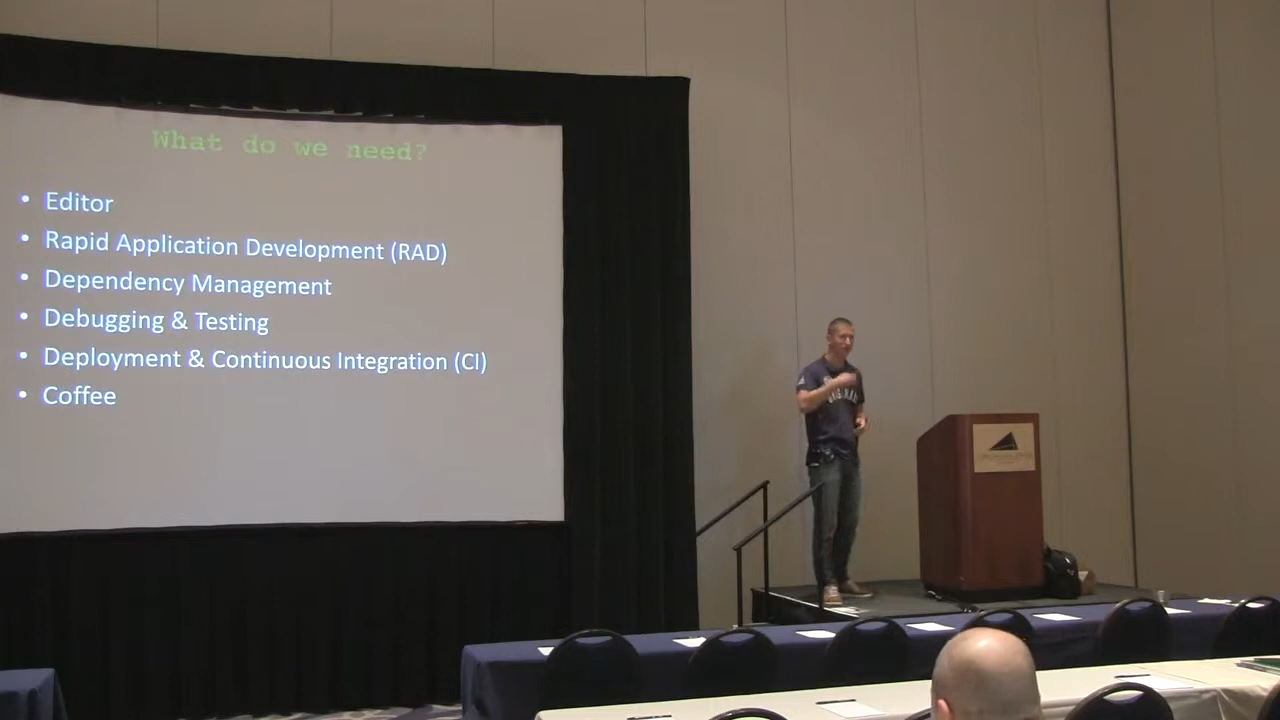 What do we need?
• Editor
• Rapid Application Development (RAD)
• Dependency Management
• Debugging & Testing
• Deployment & Continuous Integration (CI)
• Coffee